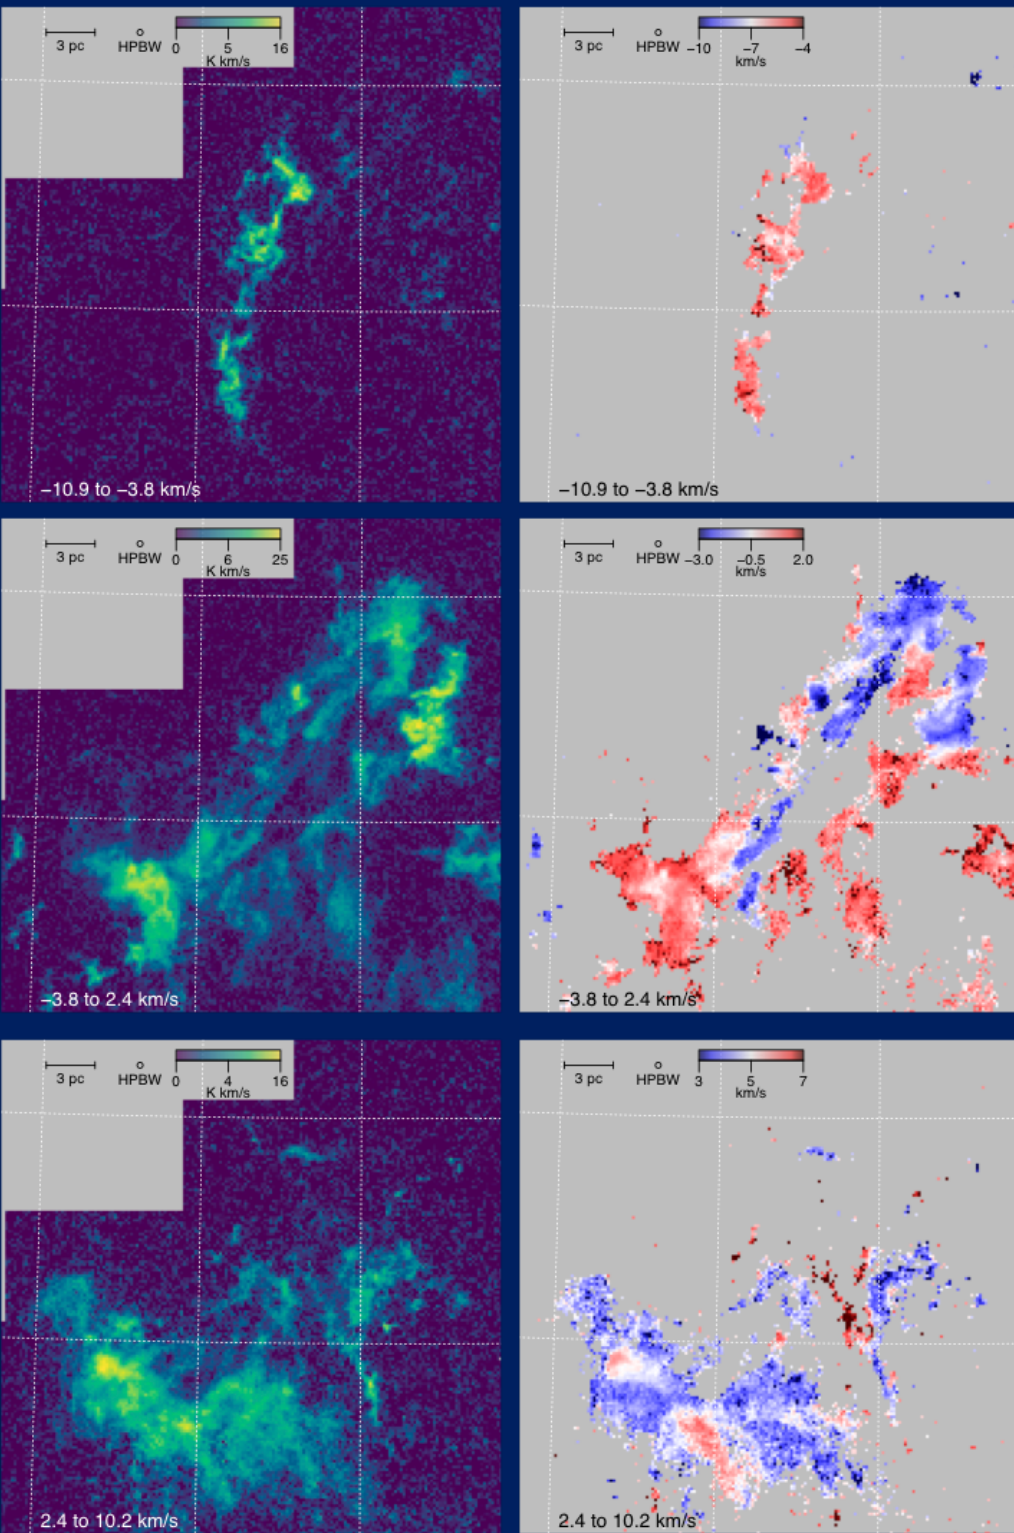 3 pc HPBW 0 5 16
K km/s
−10.9 to −3.8 km/s
3 pc HPBW −10 −7 −4
km/s
−10.9 to −3.8 km/s
3 pc HPBW 0 6 25
K km/s
−3.8 to 2.4 km/s
3 pc HPBW −3.0 −0.5 2.0
km/s
−3.8 to 2.4 km/s
3 pc HPBW 0 4 16
K km/s
2.4 to 10.2 km/s
3 pc HPBW 3 5 7
km/s
2.4 to 10.2 km/s